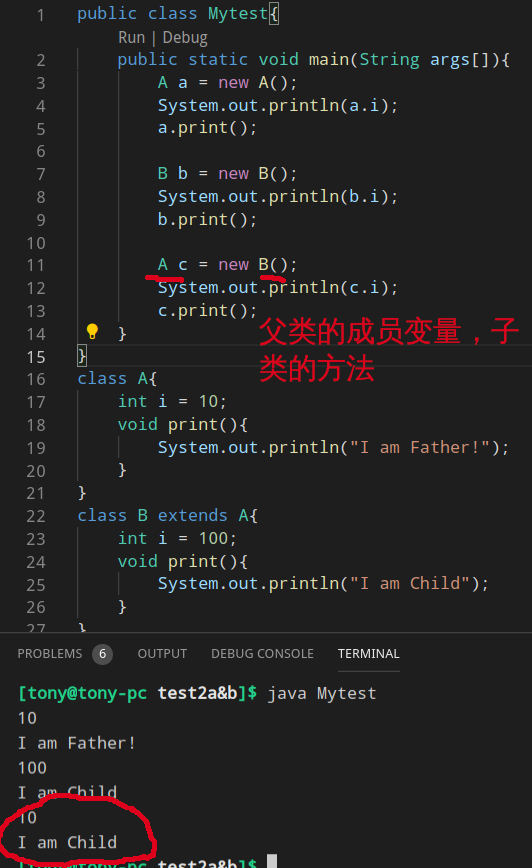 1 public class Mytest{
Run | Debug
2 public static void main(String args[]){
3 A a = new A();
4 System.out.println(a.i);
5 a.print();
6
7 B b = new B();
8 System.out.println(b.i);
9 b.print();
10
11 A c = new B();
12 System.out.println(c.i);
13 c.print();
14 }
父类的成员变量，子
类的方法
15 }
16 class A{
17 int i = 10;
18 void print(){
19 System.out.println("I am Father!");
20 }
21 }
22 class B extends A{
23 int i = 100;
24 void print(){
25 System.out.println("I am Child");
26 }
27 }
PROBLEMS 6 OUTPUT DEBUG CONSOLE TERMINAL
[tony@tony-pc test2a&b]$ java Mytest
10
I am Father!
100
I am Child
10
I am Child
[tony@tony-pc test2a&b]$